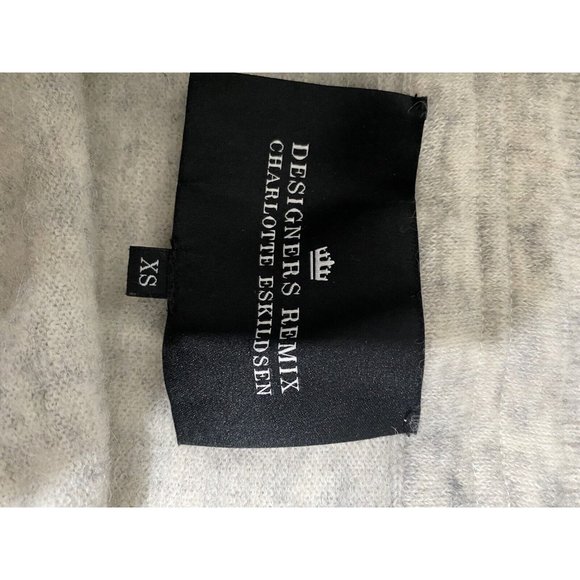 DESIGNERS REMIX
CHARLOTTE ESKILDSEN
XS